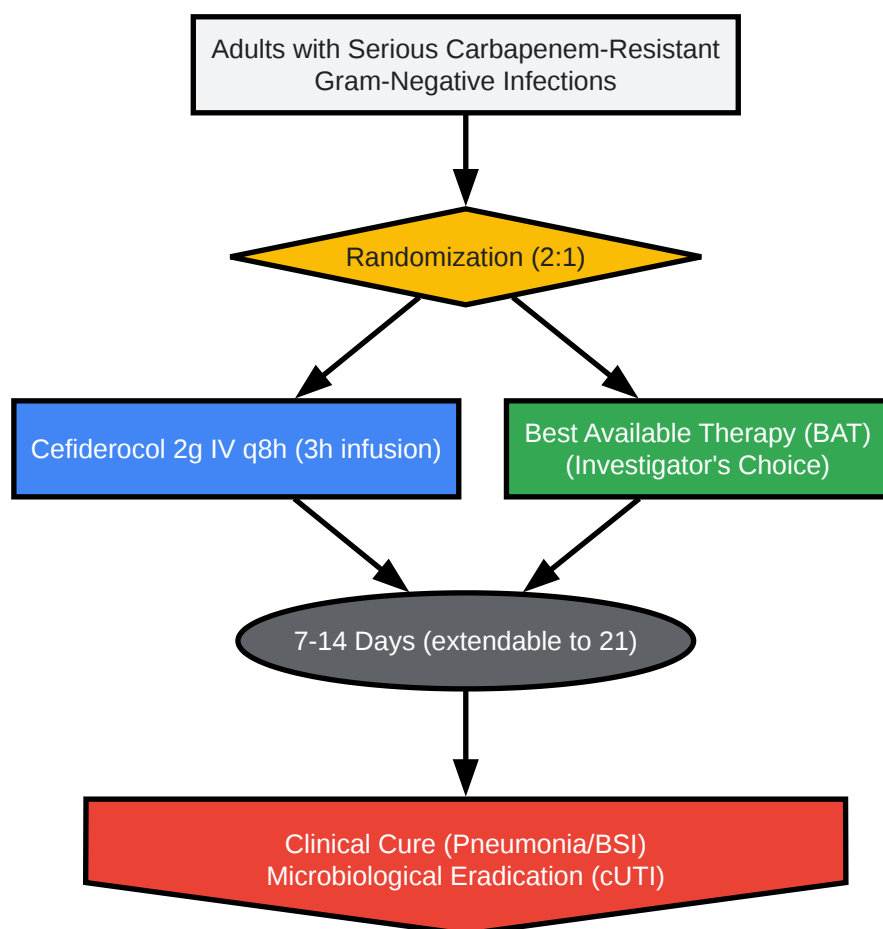 Adults with Serious Carbapenem-Resistant
Gram-Negative Infections
Randomization (2:1)
Cefiderocol 2g IV q8h (3h infusion)
Best Available Therapy (BAT)
(Investigator's Choice)
7-14 Days (extendable to 21)
Clinical Cure (Pneumonia/BSI)
Microbiological Eradication (cUTI)